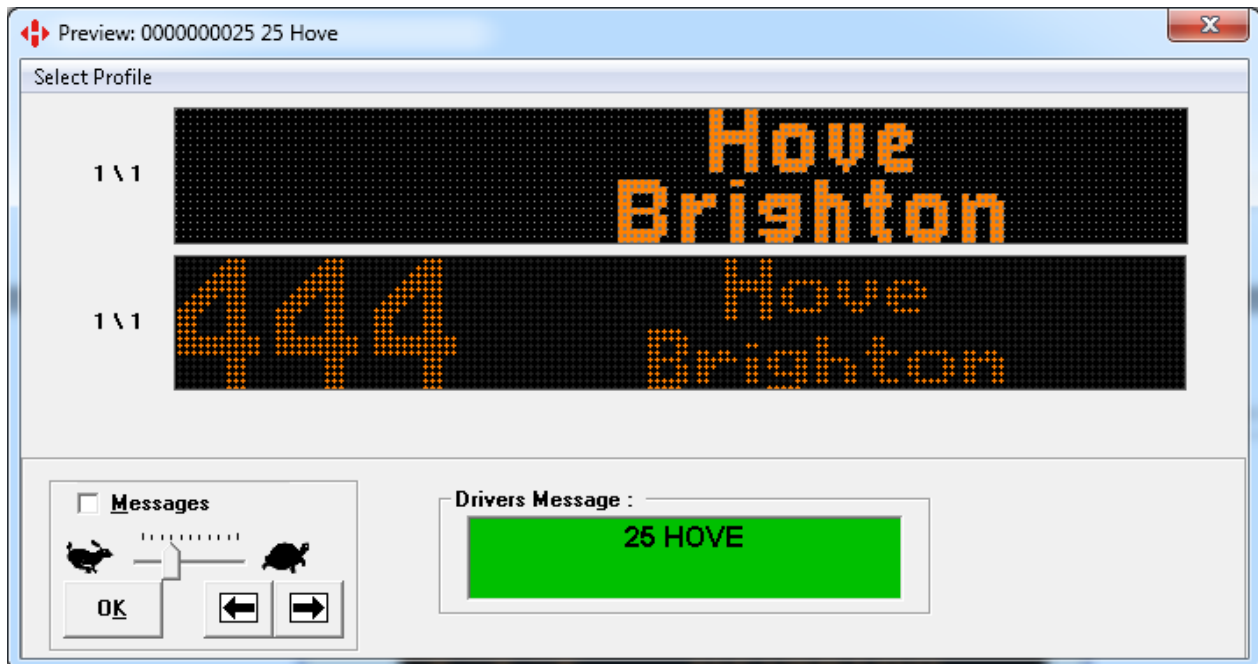 Preview: 0000000025 25 Hove
Select Profile
1 \ 1
Hove
Brighton
1 \ 1
444
Hove
Brighton
Messages
OK
Drivers Message :
25 HOVE